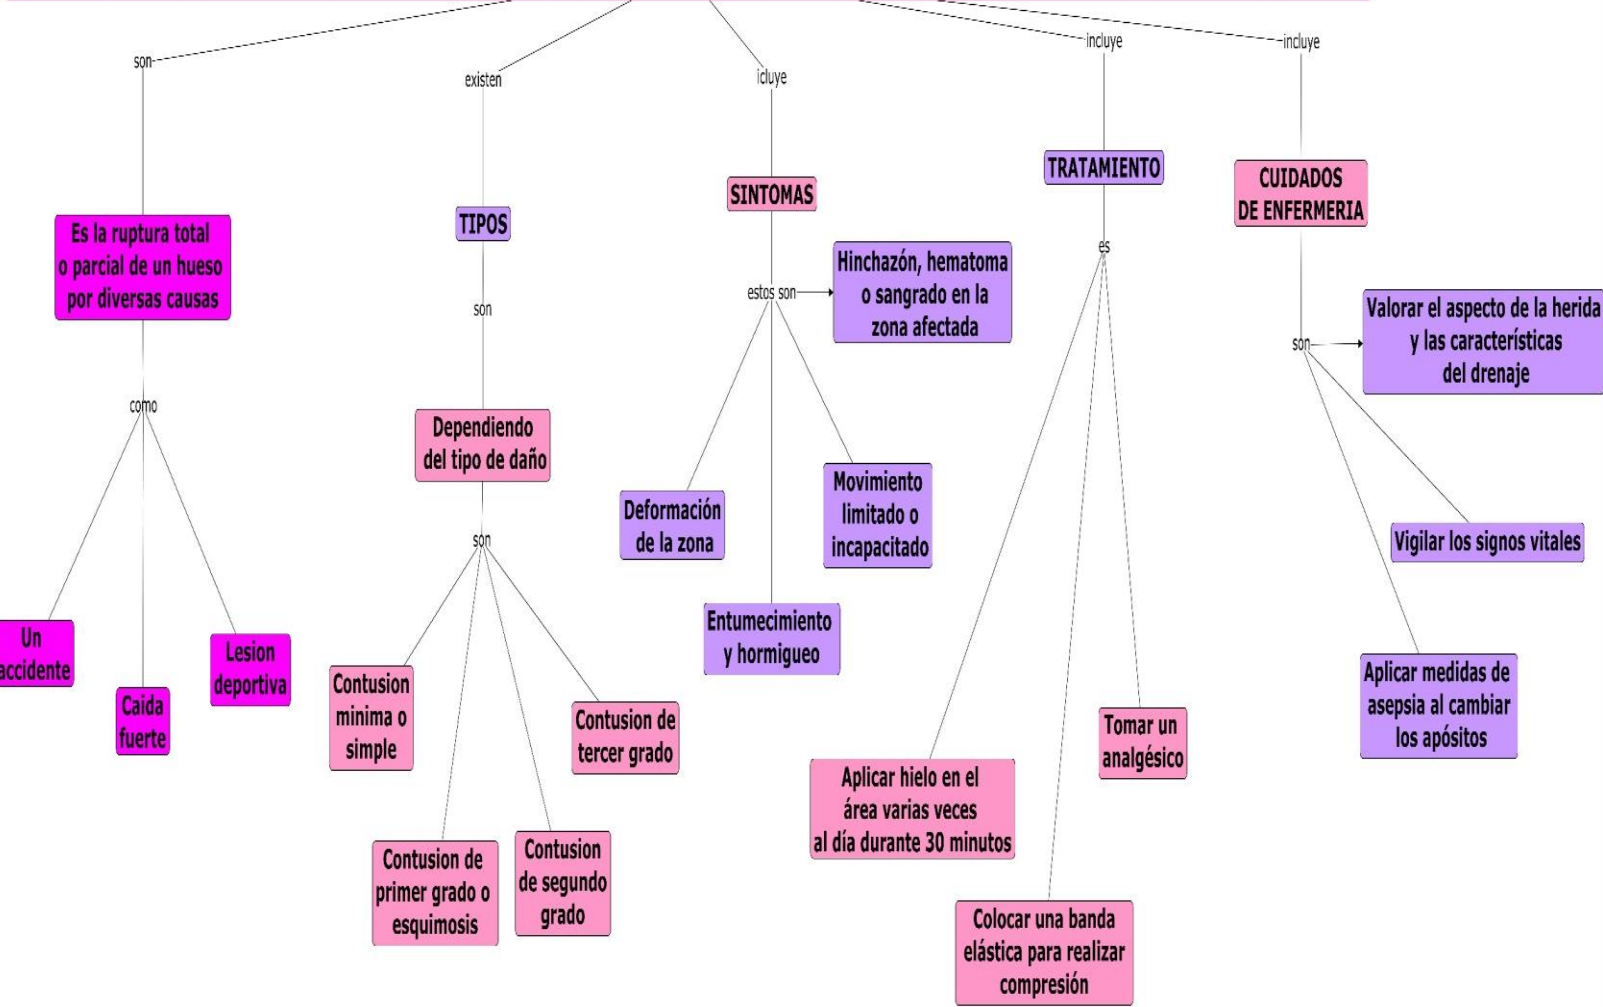 son
existen
icluye
incluye
incluye
Es la ruptura total
o parcial de un hueso
por diversas causas
como
Un
accidente
Caida
fuerte
Lesion
deportiva
TIPOS
son
Dependiendo
del tipo de daño
son
Contusion
minima o
simple
Contusion de
primer grado o
esquimosis
Contusion
de segundo
grado
Contusion de
tercer grado
SINTOMAS
estos son
Hinchazón, hematoma
o sangrado en la
zona afectada
Deformación
de la zona
Entumecimiento
y hormigueo
Movimiento
limitado o
incapacitado
TRATAMIENTO
es
Aplicar hielo en el
área varias veces
al día durante 30 minutos
Colocar una banda
elástica para realizar
compresión
Tomar un
analgésico
CUIDADOS
DE ENFERMERIA
son
Valorar el aspecto de la herida
y las características
del drenaje
Vigilar los signos vitales
Aplicar medidas de
asepsia al cambiar
los apósitos